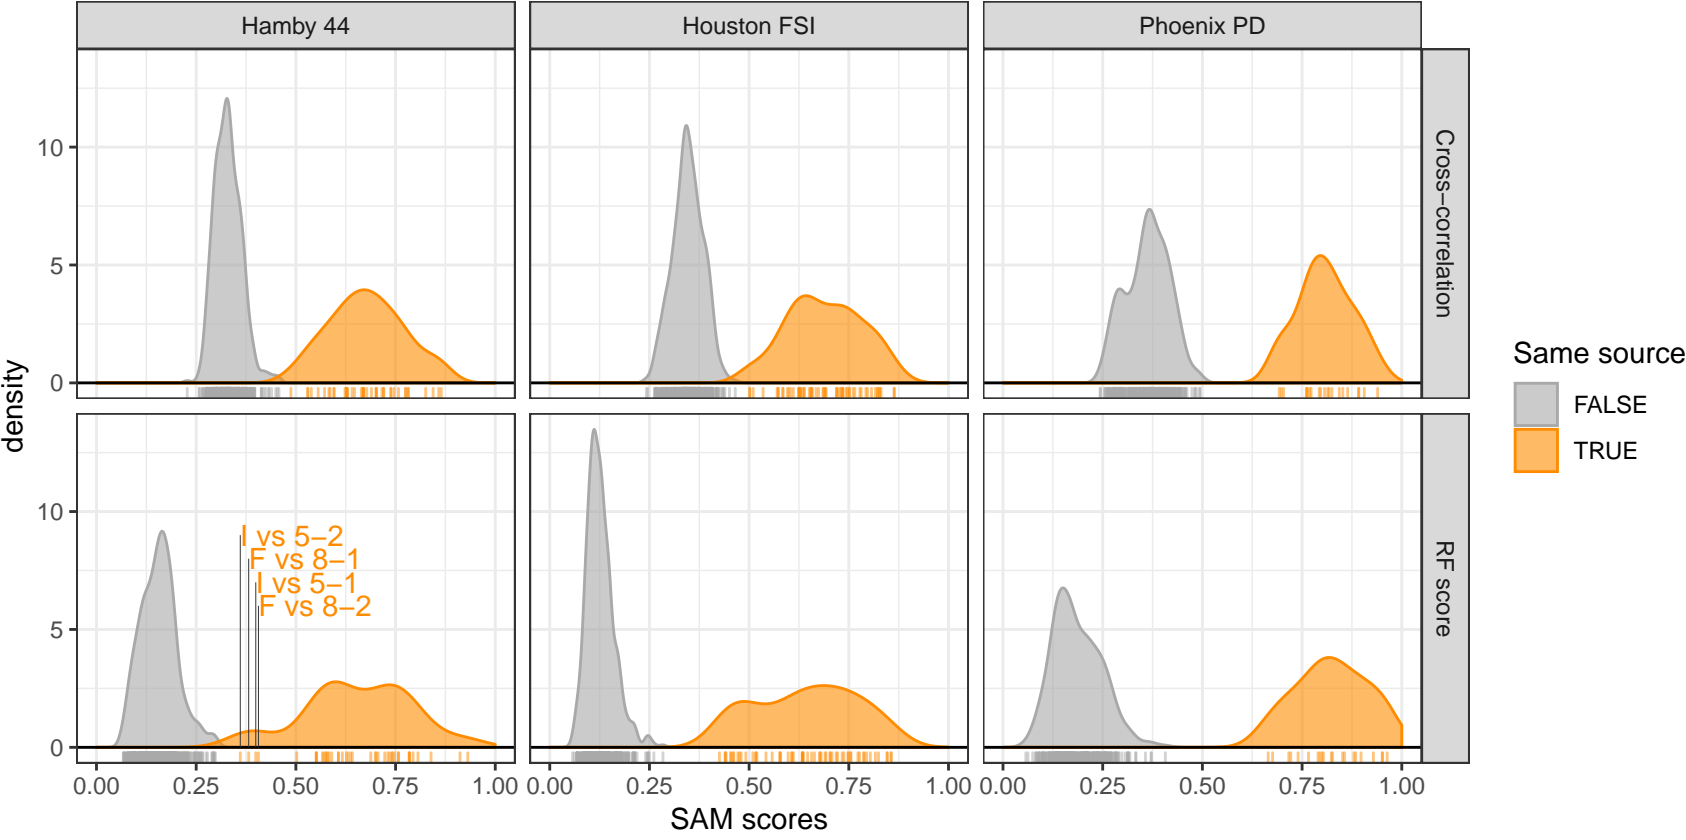 Hamby 44
Houston FSI
Phoenix PD
10
5
0
Cross−correlation
density
Same source
FALSE
TRUE
10
5
0
I vs 5−2
F vs 8−1
I vs 5−1
F vs 8−2
RF score
0.00 0.25 0.50 0.75 1.00
0.00 0.25 0.50 0.75 1.00
0.00 0.25 0.50 0.75 1.00
SAM scores